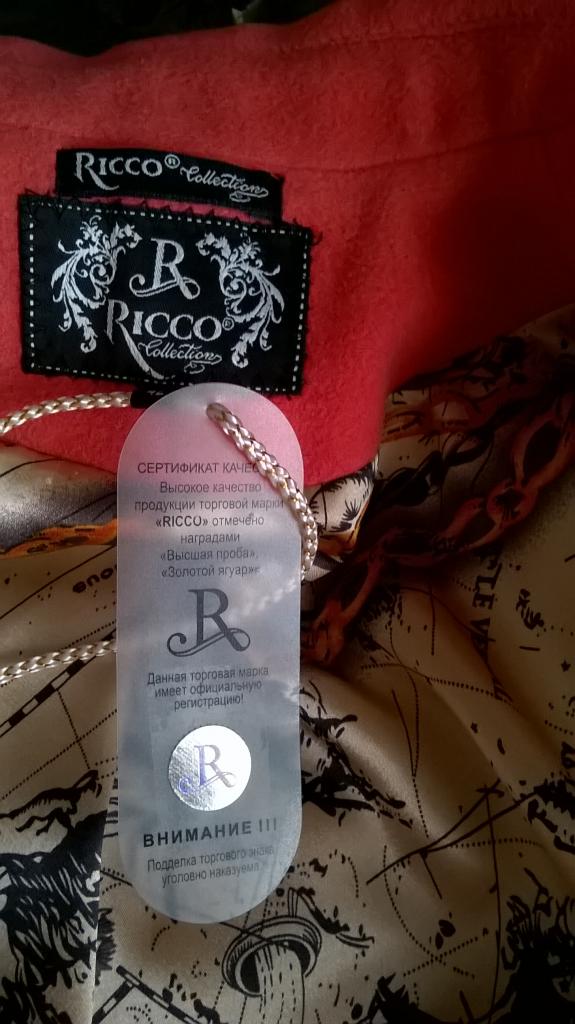 RICCO® Collection
R
RICCO®
Collection
СЕРТИФИКАТ
Высокое качество
продукции торговой марки
«RICCO» отмечено
наградами
«Высшая проба»,
«Золотой ягуар»
R
Данная торговая марка
имеет официальную
регистрацию!
R
ВНИМАНИЕ !!!
Подделка торгового знака
уголовно наказуема